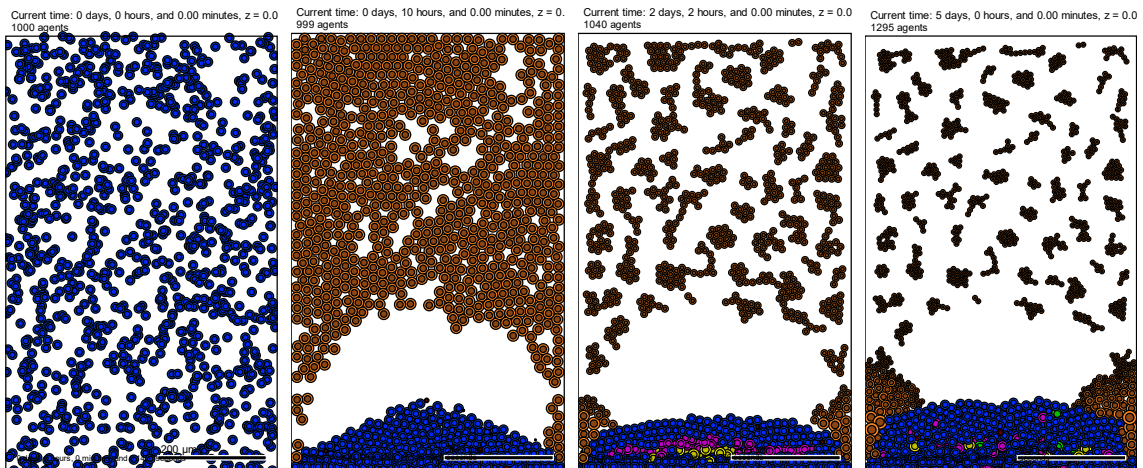 Current time: 0 days, 0 hours, and 0.00 minutes, z = 0.0
1000 agents
200 μm
Current time: 0 days, 10 hours, and 0.00 minutes, z = 0.
999 agents
Current time: 2 days, 2 hours, and 0.00 minutes, z = 0.0
1040 agents
Current time: 5 days, 0 hours, and 0.00 minutes, z = 0.0
1295 agents